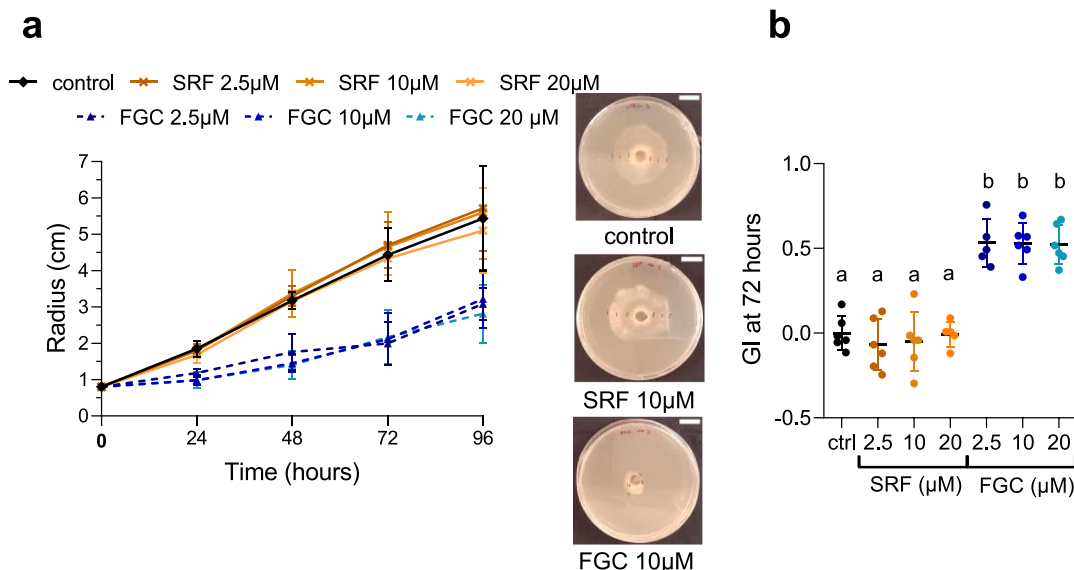 a
control SRF 2.5µM SRF 10µM SRF 20µM
FGC 2.5µM FGC 10µM FGC 20 µM
Radius (cm)
7
6
5
4
3
2
1
0
0 24 48 72 96
Time (hours)
control
SRF 10µM
FGC 10µM
b
GI at 72 hours
1.0
0.5
0.0
-0.5
a a a a b b b
ctrl 2.5 10 20 2.5 10 20
SRF (µM) FGC (µM)